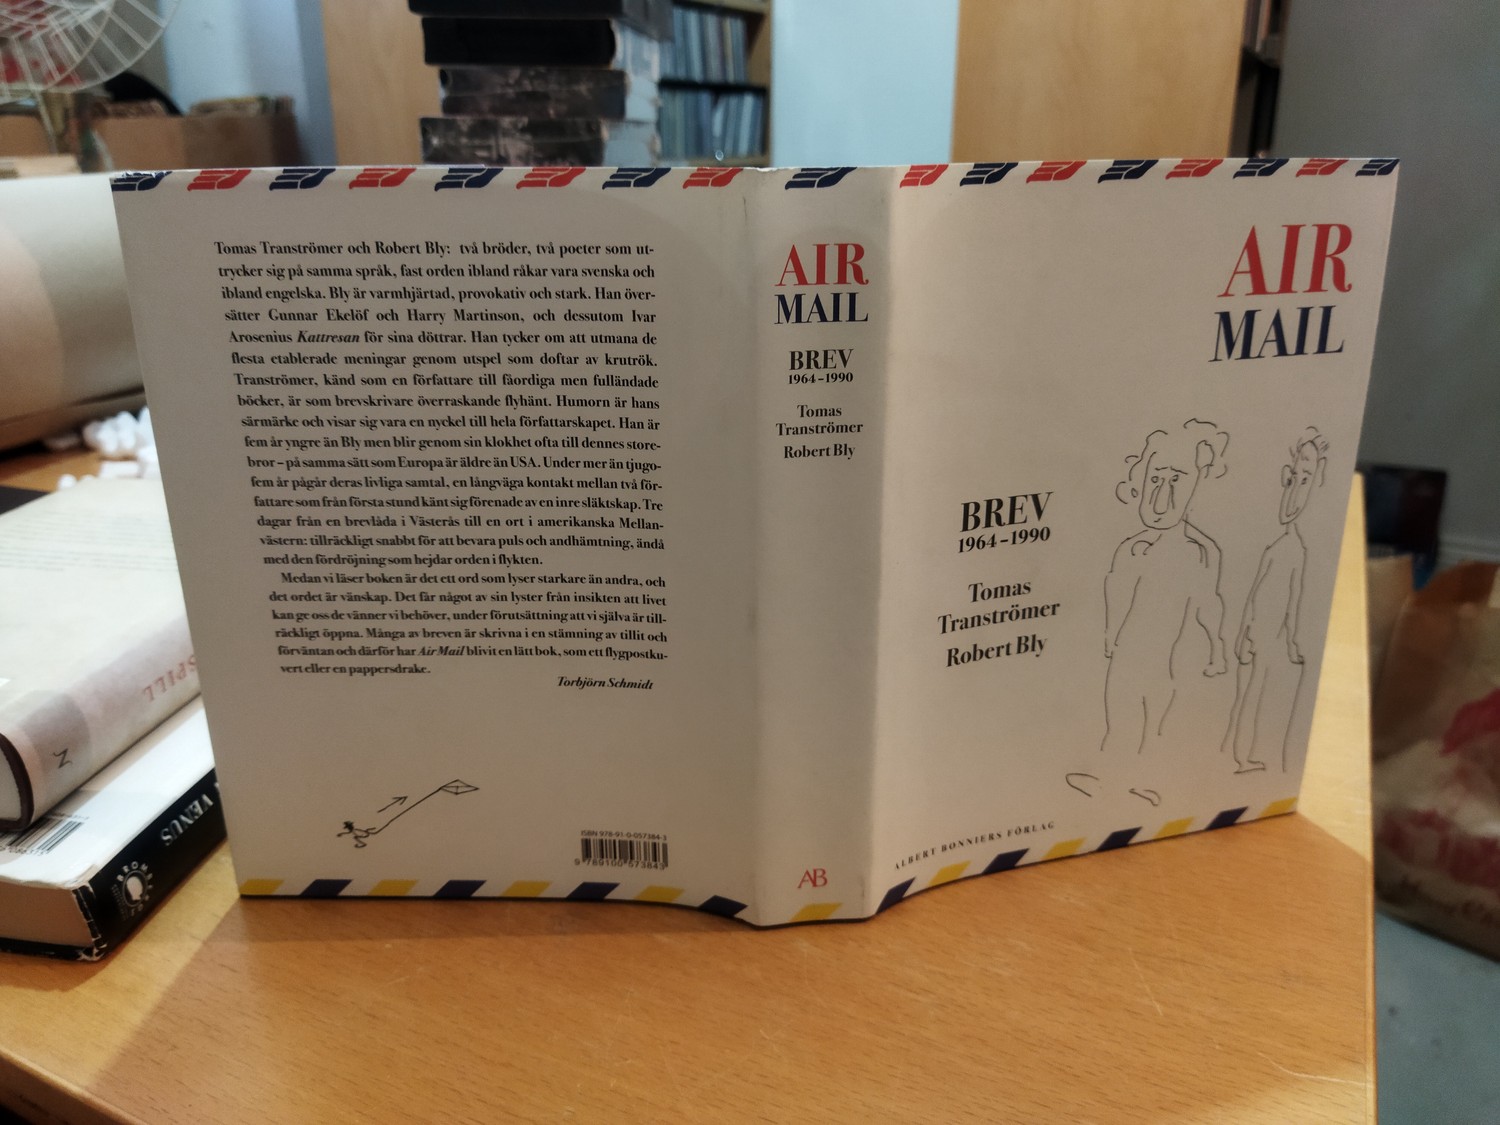 Tomas Tranströmer och Robert Bly: två bröder, två poeter som ut-
trycker sig på samma språk, fast orden ibland råkar vara svenska och
ibland engelska. Bly är varmhjärtad, provokativ och stark. Han över-
sätter Gunnar Ekelöf och Harry Martinson, och dessutom Ivar
Arosenius Kattresan för sina döttrar. Han tycker om att utmana de
flesta etablerade meningar genom utspel som doftar av krutrök.
Tranströmer, känd som en författare till fåordiga men fulländade
böcker, är som brevskrivare överraskande flyhänt. Humorn är hans
särmärke och visar sig vara en nyckel till hela författarskapet. Han är
fem år yngre än Bly men blir genom sin klokhet ofta till dennes store-
bror – på samma sätt som Europa är äldre än USA. Under mer än tjugo-
fem år pågår deras livliga samtal, en långväga kontakt mellan två för-
fattare som från första stund känt sig förenade av en inre släktskap. Tre
dagar från en brevlåda i Västerås till en ort i amerikanska Mellan-
västern: tillräckligt snabbt för att bevara puls och andhämtning, ändå
med den fördröjning som hejdar orden i flykten.
Medan vi läser boken är det ett ord som lyser starkare än andra, och
det ordet är vänskap. Det får något av sin lyster från insikten att livet
kan ge oss de vänner vi behöver, under förutsättning att vi själva är till-
räckligt öppna. Många av breven är skrivna i en stämning av tillit och
förväntan och därför har Air Mail blivit en lätt bok, som ett flygpostku-
vert eller en pappersdrake.
Torbjörn Schmidt
ISBN 978-91-0-057384-3
9 789100 573843
AIR
MAIL
BREV
1964–1990
Tomas
Tranströmer
Robert Bly
AB
AIR
MAIL
BREV
1964–1990
Tomas
Tranströmer
Robert Bly
ALBERT BONNIERS FÖRLAG
SPILL
VENUS